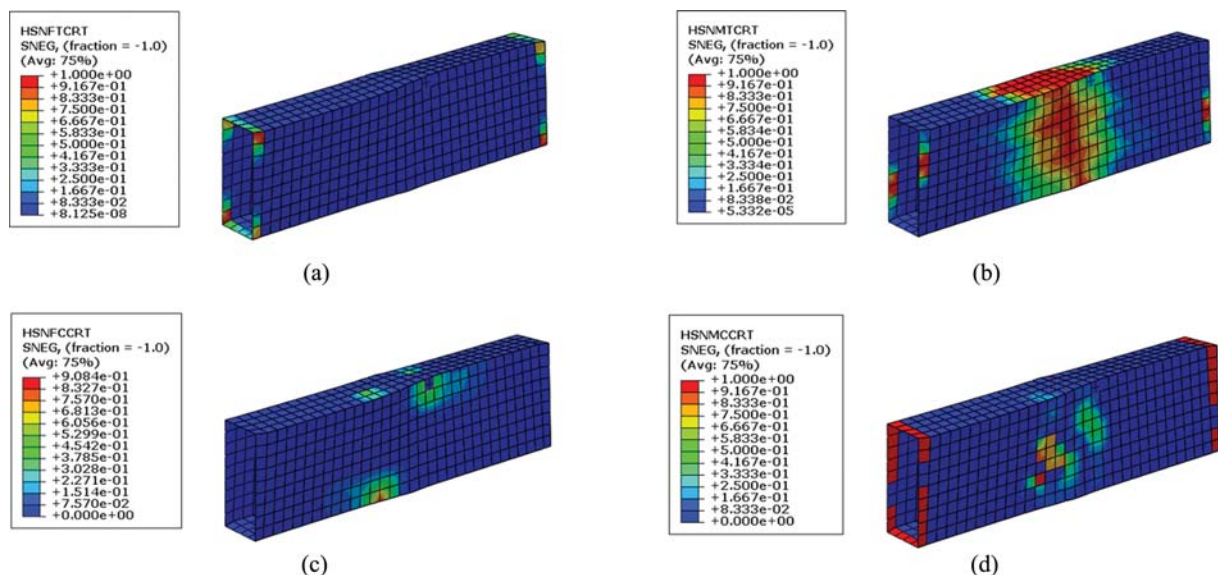 HSNFTCRT
SNEG, (fraction = -1.0)
(Avg: 75%)
+1.000e+00
+9.167e-01
+8.333e-01
+7.500e-01
+6.667e-01
+5.833e-01
+5.000e-01
+4.167e-01
+3.333e-01
+2.500e-01
+1.667e-01
+8.333e-02
+8.125e-08
(a)
HSNMTCRT
SNEG, (fraction = -1.0)
(Avg: 75%)
+1.000e+00
+9.167e-01
+8.333e-01
+7.500e-01
+6.667e-01
+5.834e-01
+5.000e-01
+4.167e-01
+3.334e-01
+2.500e-01
+1.667e-01
+8.338e-02
+5.332e-05
(b)
HSNFCCRT
SNEG, (fraction = -1.0)
(Avg: 75%)
+9.084e-01
+8.327e-01
+7.570e-01
+6.813e-01
+6.056e-01
+5.299e-01
+4.542e-01
+3.785e-01
+3.028e-01
+2.271e-01
+1.514e-01
+7.570e-02
+0.000e+00
(c)
HSNMCCRT
SNEG, (fraction = -1.0)
(Avg: 75%)
+1.000e+00
+9.167e-01
+8.333e-01
+7.500e-01
+6.667e-01
+5.833e-01
+5.000e-01
+4.167e-01
+3.333e-01
+2.500e-01
+1.667e-01
+8.333e-02
+0.000e+00
(d)